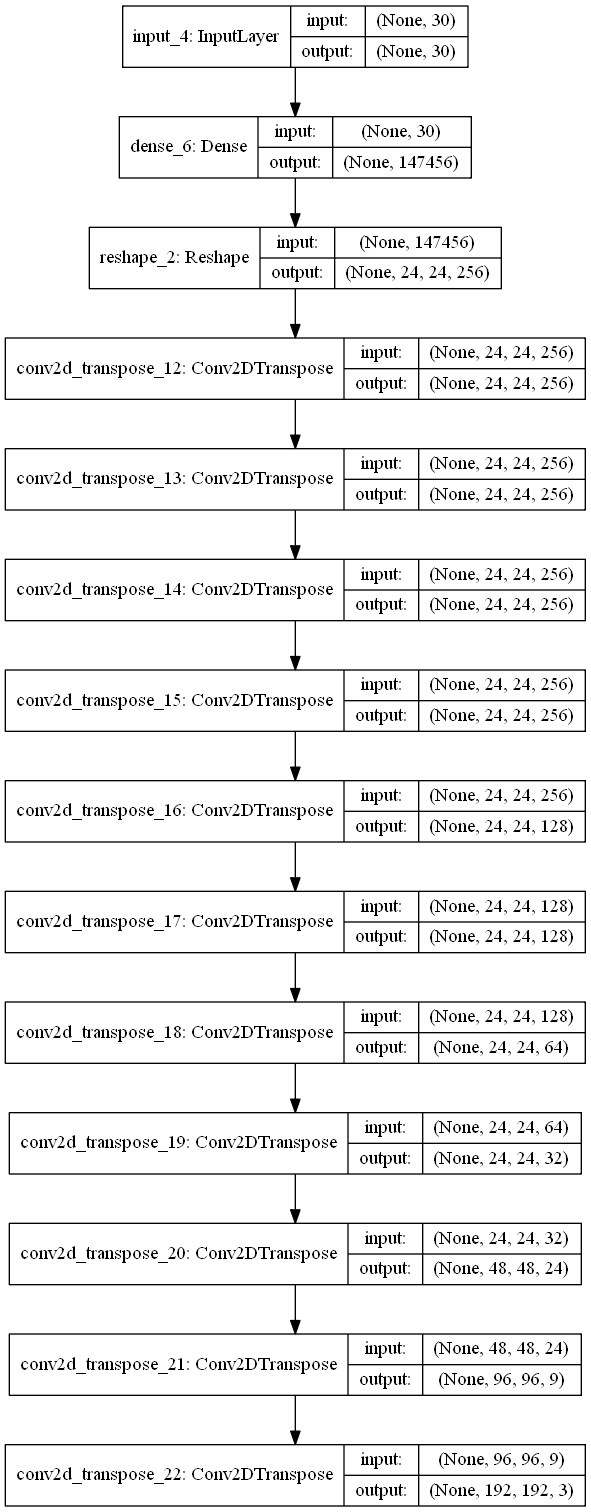 input_4: InputLayer
input: (None, 30)
output: (None, 30)
dense_6: Dense
input: (None, 30)
output: (None, 147456)
reshape_2: Reshape
input: (None, 147456)
output: (None, 24, 24, 256)
conv2d_transpose_12: Conv2DTranspose
input: (None, 24, 24, 256)
output: (None, 24, 24, 256)
conv2d_transpose_13: Conv2DTranspose
input: (None, 24, 24, 256)
output: (None, 24, 24, 256)
conv2d_transpose_14: Conv2DTranspose
input: (None, 24, 24, 256)
output: (None, 24, 24, 256)
conv2d_transpose_15: Conv2DTranspose
input: (None, 24, 24, 256)
output: (None, 24, 24, 256)
conv2d_transpose_16: Conv2DTranspose
input: (None, 24, 24, 256)
output: (None, 24, 24, 128)
conv2d_transpose_17: Conv2DTranspose
input: (None, 24, 24, 128)
output: (None, 24, 24, 128)
conv2d_transpose_18: Conv2DTranspose
input: (None, 24, 24, 128)
output: (None, 24, 24, 64)
conv2d_transpose_19: Conv2DTranspose
input: (None, 24, 24, 64)
output: (None, 24, 24, 32)
conv2d_transpose_20: Conv2DTranspose
input: (None, 24, 24, 32)
output: (None, 48, 48, 24)
conv2d_transpose_21: Conv2DTranspose
input: (None, 48, 48, 24)
output: (None, 96, 96, 9)
conv2d_transpose_22: Conv2DTranspose
input: (None, 96, 96, 9)
output: (None, 192, 192, 3)